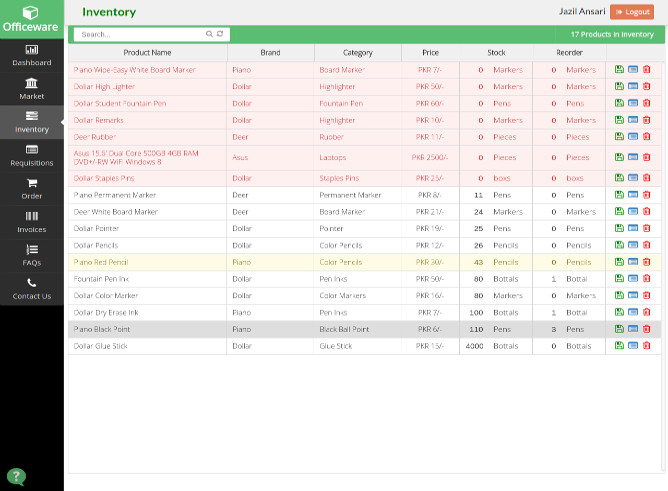 Officeware
Inventory
Jazil Ansari
Logout
Search...
17 Products in Inventory
Dashboard
Market
Inventory
Requisitions
Order
Invoices
FAQs
Contact Us
Product Name Brand Category Price Stock Reorder
Piano Wipe-Easy White Board Marker Piano Board Marker PKR 7/- 0 Markers 0 Markers
Dollar High Lighter Dollar Highlighter PKR 50/- 0 Markers 0 Markers
Dollar Student Fountain Pen Dollar Fountain Pen PKR 60/- 0 Pens 0 Pens
Dollar Remarks Dollar Highlighter PKR 10/- 0 Markers 0 Markers
Deer Rubber Deer Rubber PKR 11/- 0 Pieces 0 Pieces
Asus 15.6' Dual Core 500GB 4GB RAM
DVD+/-RW WiFi Windows 8 Asus Laptops PKR 2500/- 0 Pieces 0 Pieces
Dollar Staples Pins Dollar Staples Pins PKR 25/- 0 boxs 0 boxs
Piano Permanent Marker Deer Permanent Marker PKR 8/- 11 Pens 0 Pens
Deer White Board Marker Deer Board Marker PKR 21/- 24 Markers 0 Markers
Dollar Pointer Dollar Pointer PKR 19/- 25 Pens 0 Pens
Dollar Pencils Dollar Color Pencils PKR 12/- 26 Pencils 0 Pencils
Piano Red Pencil Piano Color Pencils PKR 30/- 43 Pencils 0 Pencils
Fountain Pen Ink Dollar Pen Inks PKR 50/- 80 Bottals 1 Bottal
Dollar Color Marker Dollar Color Markers PKR 16/- 80 Markers 0 Markers
Dollar Dry Erase Ink Piano Pen Inks PKR 7/- 100 Bottals 1 Bottal
Piano Black Point Piano Black Ball Point PKR 6/- 110 Pens 3 Pens
Dollar Glue Stick Dollar Glue Stick PKR 15/- 4000 Bottals 0 Bottals
?